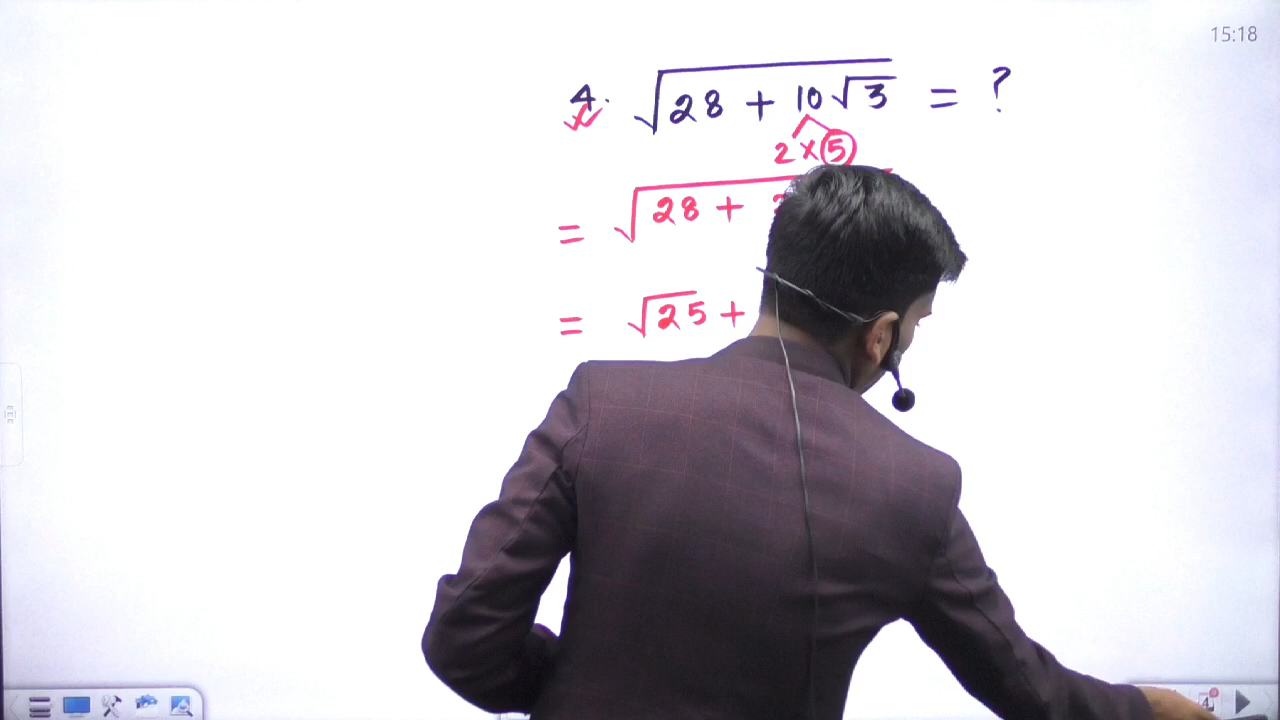 15:18
4. √(28 + 10√3) = ?
2 × 5
= √(28 +
= √25 +